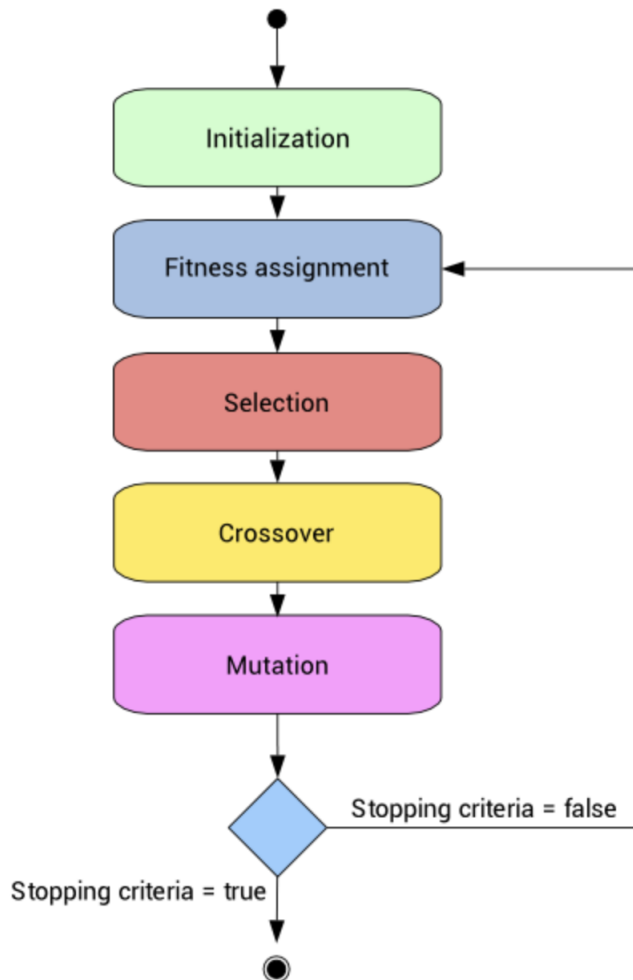 Initialization
Fitness assignment
Selection
Crossover
Mutation
Stopping criteria = false
Stopping criteria = true